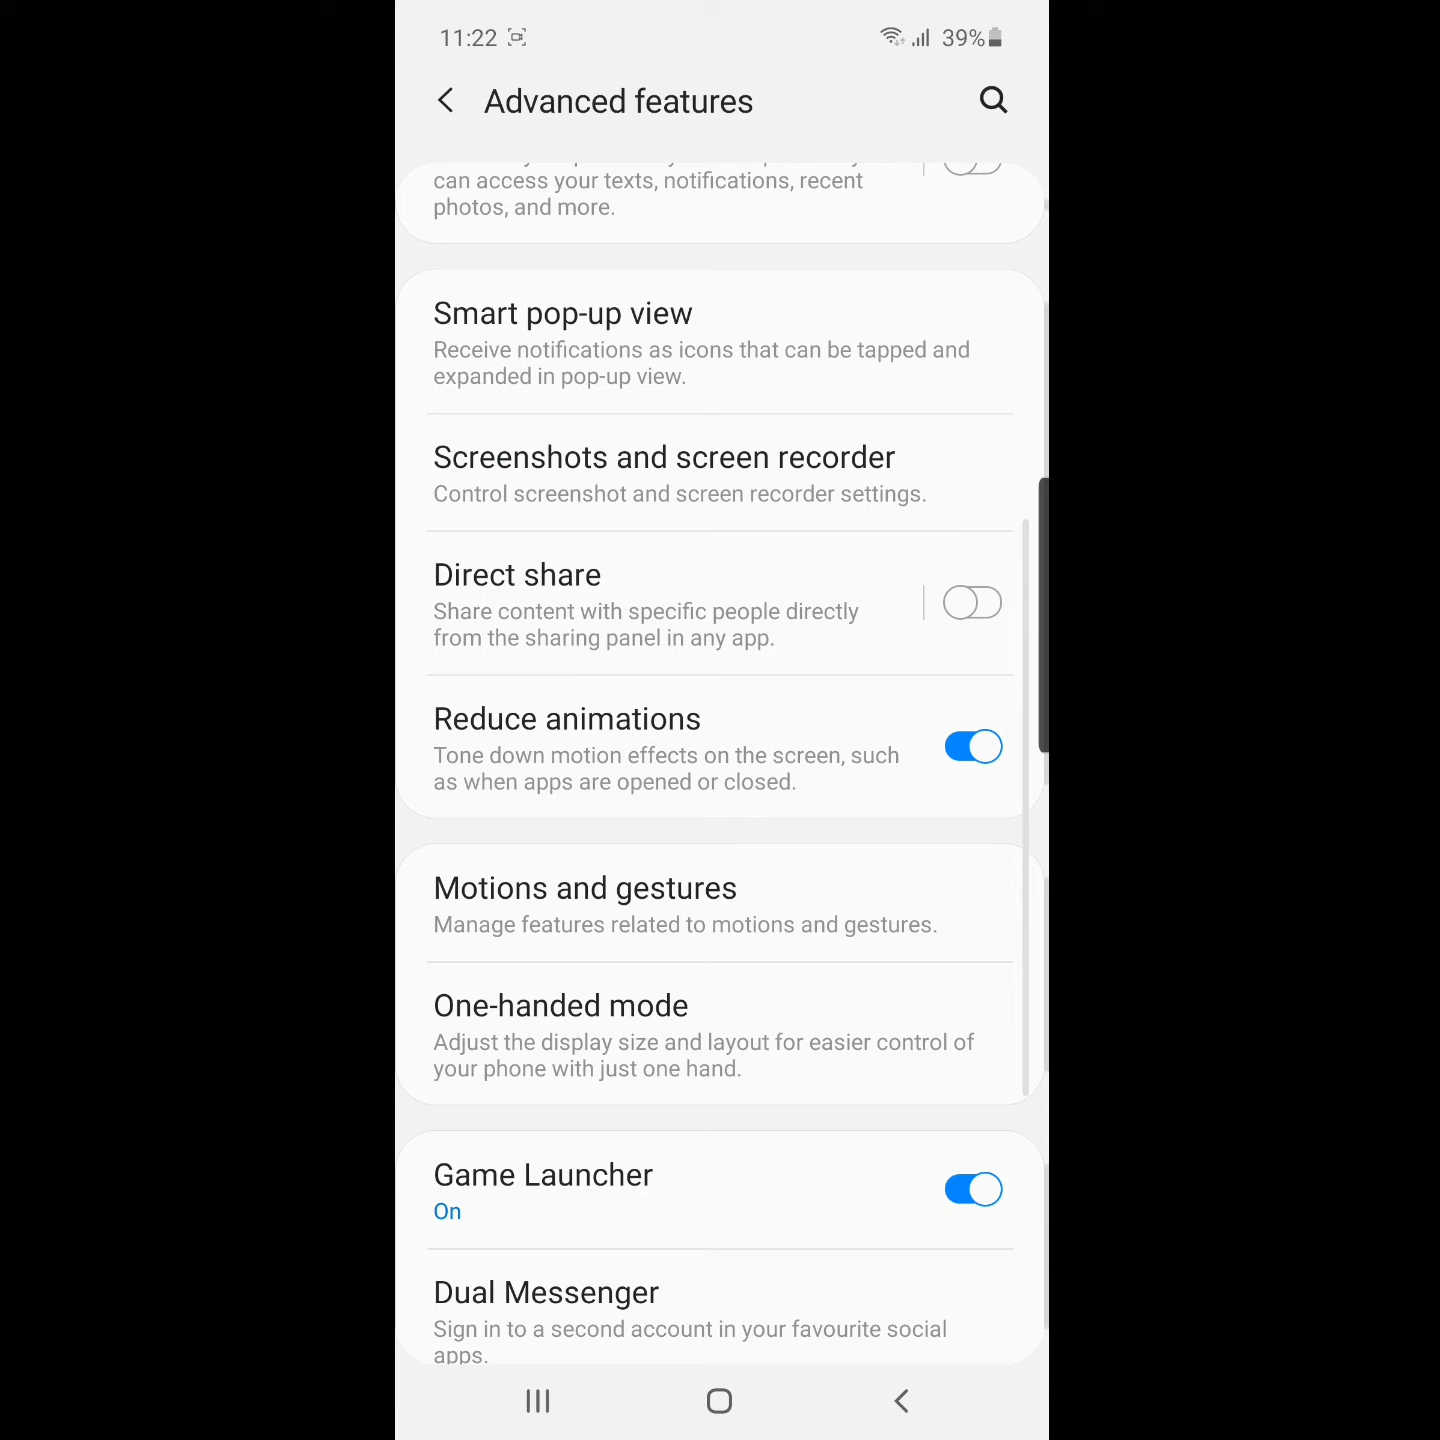 11:22
39%
Advanced features
can access your texts, notifications, recent
photos, and more.
Smart pop-up view
Receive notifications as icons that can be tapped and
expanded in pop-up view.
Screenshots and screen recorder
Control screenshot and screen recorder settings.
Direct share
Share content with specific people directly
from the sharing panel in any app.
Reduce animations
Tone down motion effects on the screen, such
as when apps are opened or closed.
Motions and gestures
Manage features related to motions and gestures.
One-handed mode
Adjust the display size and layout for easier control of
your phone with just one hand.
Game Launcher
On
Dual Messenger
Sign in to a second account in your favourite social
apps.